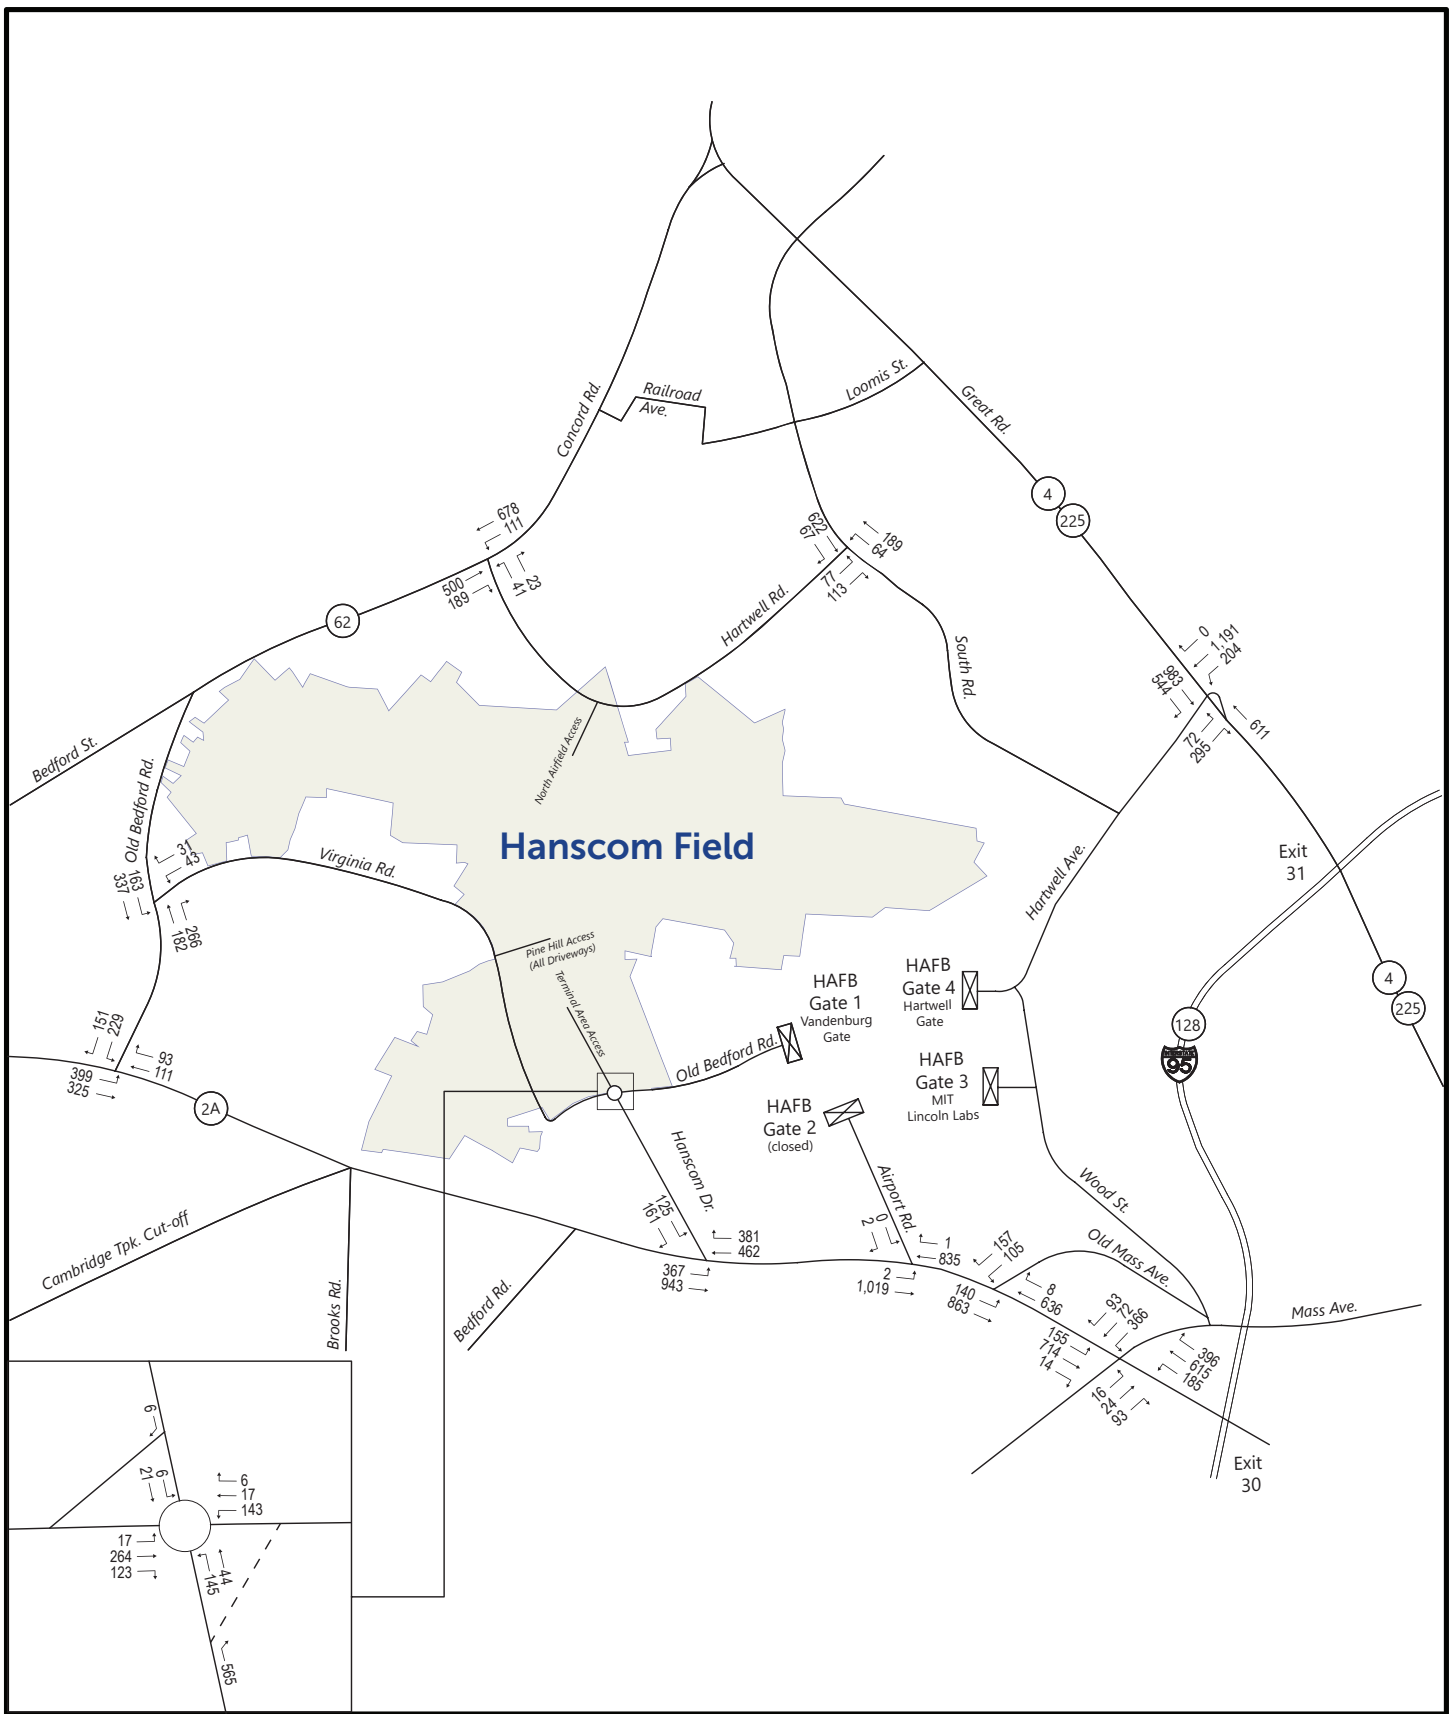 Concord Rd.
Railroad
Ave.
Loomis St.
Great Rd.
4
225
678
111
500
189
23
41
62
622
67
189
64
77
113
Hartwell Rd.
South Rd.
0
1,191
204
983
544
72
295
611
Bedford St.
Old Bedford Rd.
North Airfield Access
Hanscom Field
Virginia Rd.
31
43
163
337
266
182
Hartwell Ave.
Exit
31
Pine Hill Access
(All Driveways)
Terminal Area Access
HAFB
Gate 1
Vandenburg
Gate
HAFB
Gate 4
Hartwell
Gate
4
225
128
INTERSTATE
95
151
229
93
111
399
325
2A
Old Bedford Rd.
HAFB
Gate 3
MIT
Lincoln Labs
HAFB
Gate 2
(closed)
Hanscom Dr.
Airport Rd.
Wood St.
Old Mass Ave.
Mass Ave.
125
161
381
462
367
943
0
2
1
835
2
1,019
157
105
8
636
140
863
93
72
366
155
714
14
396
615
185
16
24
93
Cambridge Tpk. Cut-off
Brooks Rd.
Bedford Rd.
Exit
30
6
6
21
6
17
143
17
264
123
44
145
565